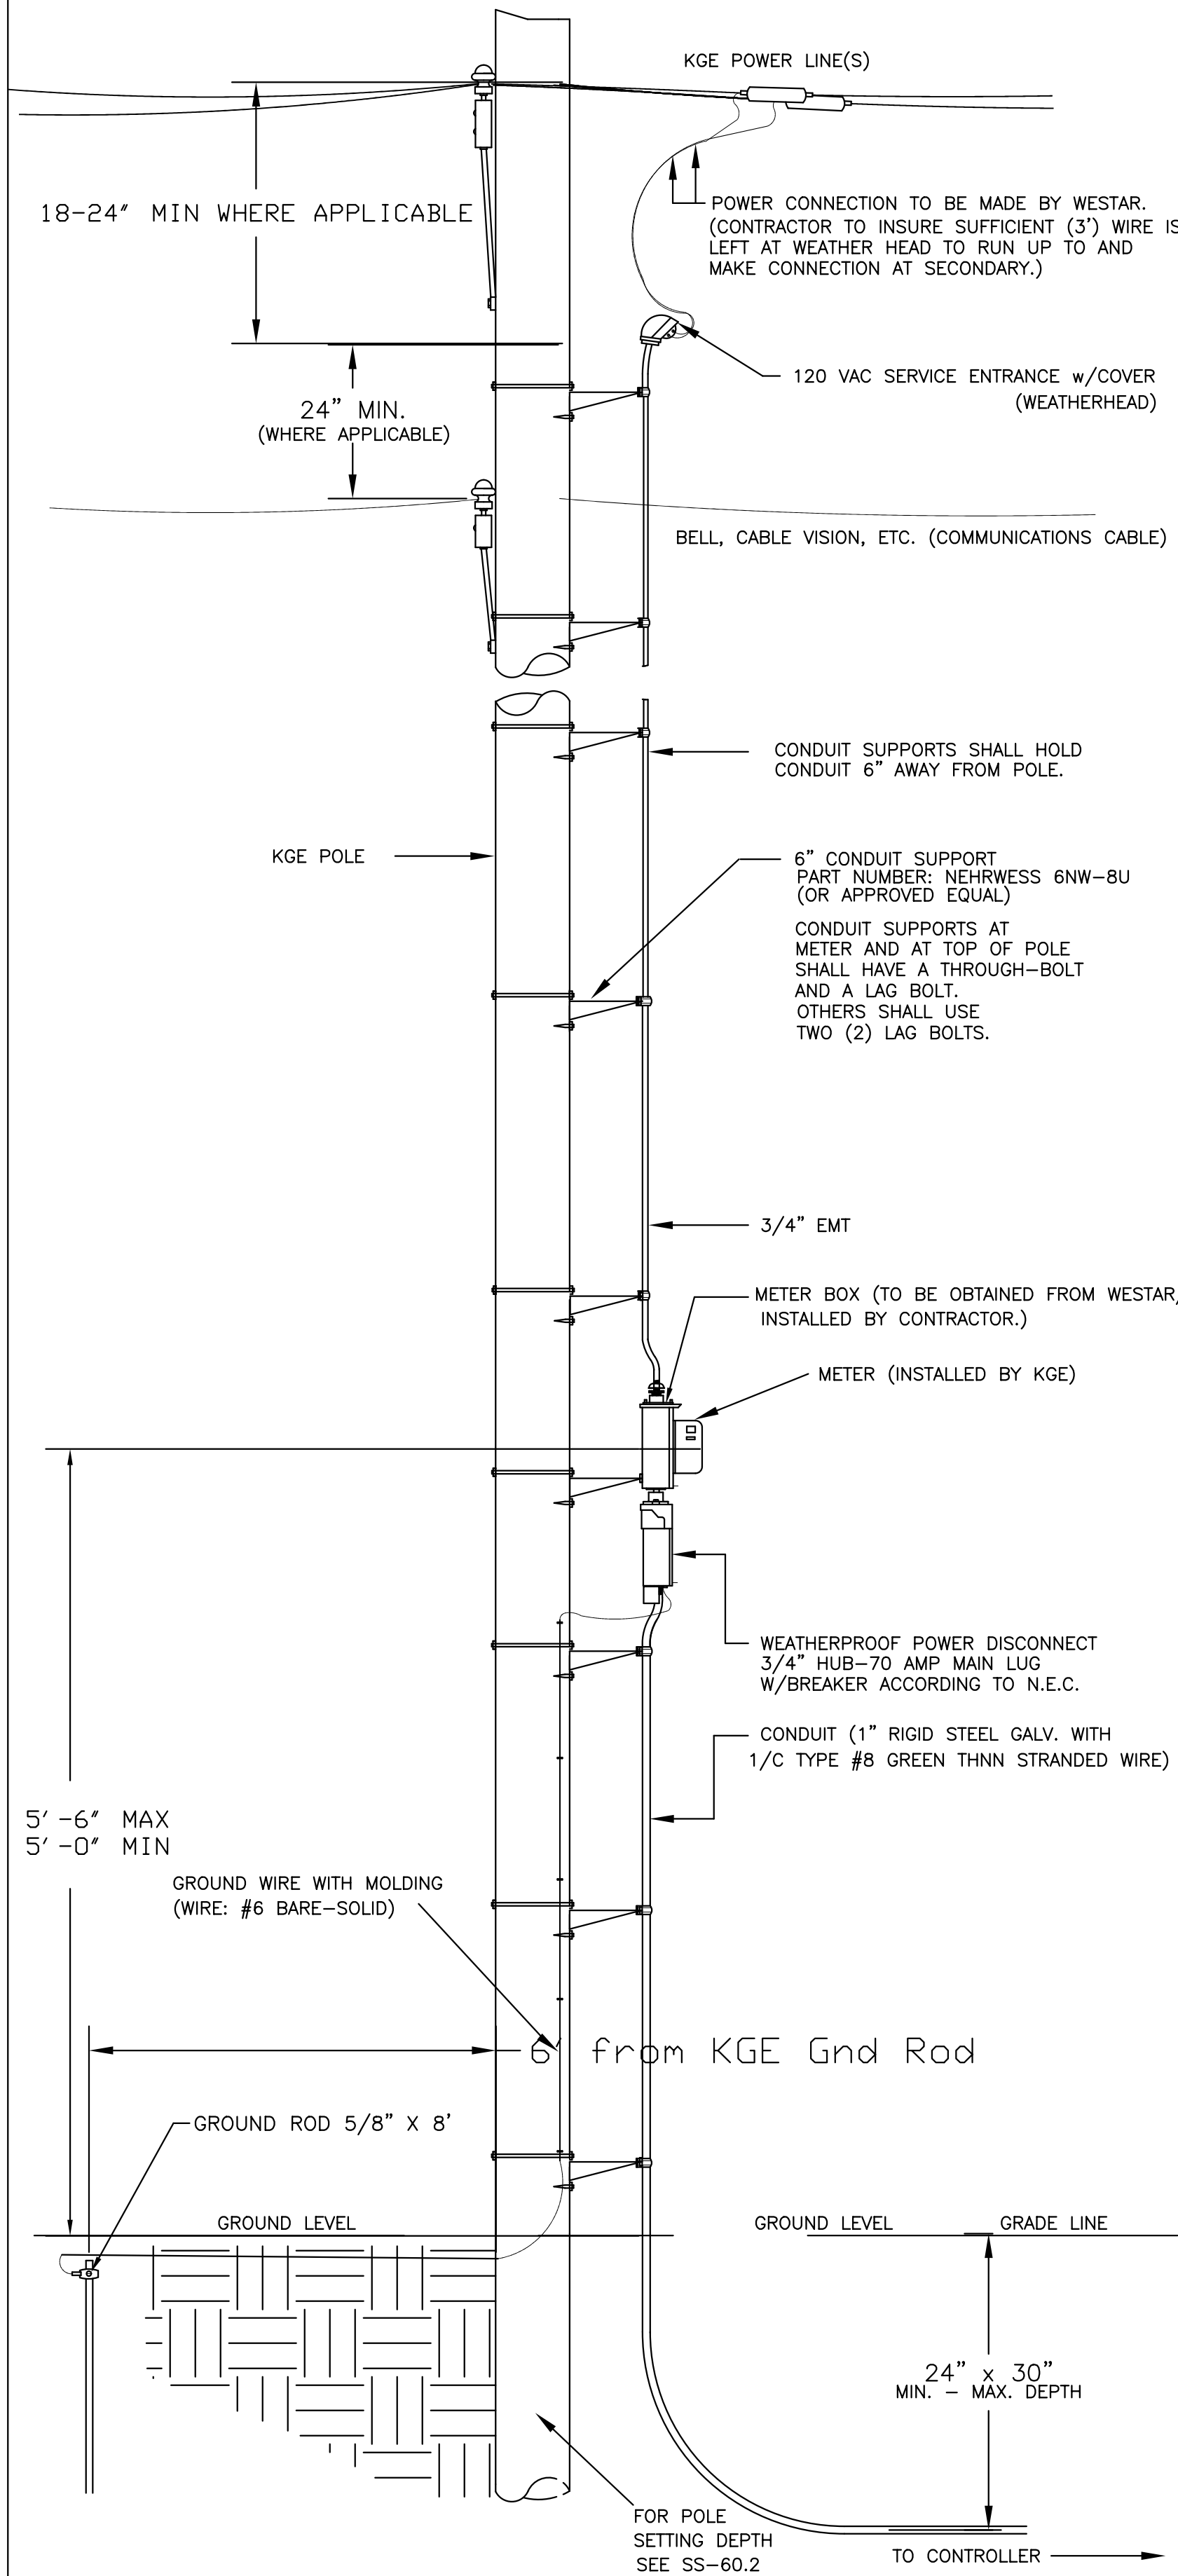 KGE POWER LINE(S)
18-24" MIN WHERE APPLICABLE
POWER CONNECTION TO BE MADE BY WESTAR.
(CONTRACTOR TO INSURE SUFFICIENT (3') WIRE IS
LEFT AT WEATHER HEAD TO RUN UP TO AND
MAKE CONNECTION AT SECONDARY.)
120 VAC SERVICE ENTRANCE w/COVER
(WEATHERHEAD)
24" MIN.
(WHERE APPLICABLE)
BELL, CABLE VISION, ETC. (COMMUNICATIONS CABLE)
CONDUIT SUPPORTS SHALL HOLD
CONDUIT 6" AWAY FROM POLE.
KGE POLE
6" CONDUIT SUPPORT
PART NUMBER: NEHRWESS 6NW-8U
(OR APPROVED EQUAL)
CONDUIT SUPPORTS AT
METER AND AT TOP OF POLE
SHALL HAVE A THROUGH-BOLT
AND A LAG BOLT.
OTHERS SHALL USE
TWO (2) LAG BOLTS.
3/4" EMT
METER BOX (TO BE OBTAINED FROM WESTAR,
INSTALLED BY CONTRACTOR.)
METER (INSTALLED BY KGE)
WEATHERPROOF POWER DISCONNECT
3/4" HUB-70 AMP MAIN LUG
W/BREAKER ACCORDING TO N.E.C.
CONDUIT (1" RIGID STEEL GALV. WITH
1/C TYPE #8 GREEN THNN STRANDED WIRE)
5'-6" MAX
5'-0" MIN
GROUND WIRE WITH MOLDING
(WIRE: #6 BARE-SOLID)
6' from KGE Gnd Rod
GROUND ROD 5/8" X 8'
GROUND LEVEL
GROUND LEVEL
GRADE LINE
24" x 30"
MIN. - MAX. DEPTH
FOR POLE
SETTING DEPTH
SEE SS-60.2
TO CONTROLLER